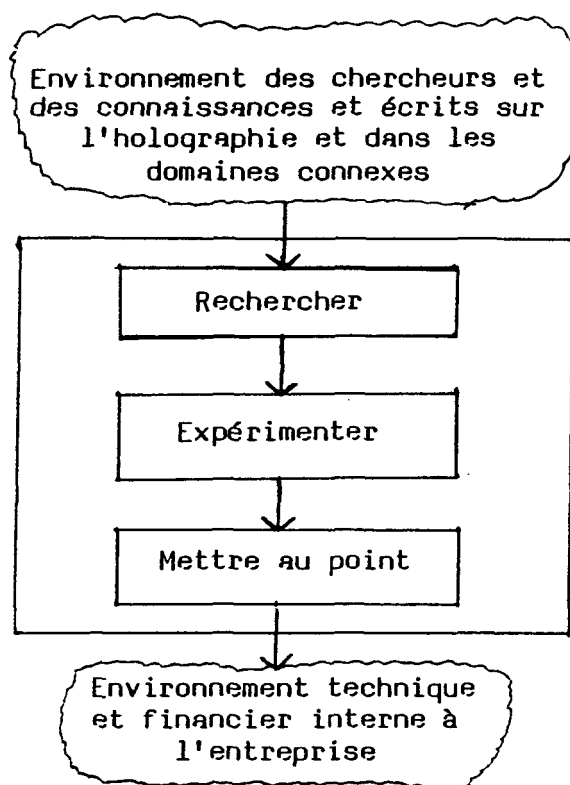 Environnement des chercheurs et
des connaissances et écrits sur
l'holographie et dans les
domaines connexes
Rechercher
Expérimenter
Mettre au point
Environnement technique
et financier interne à
l'entreprise